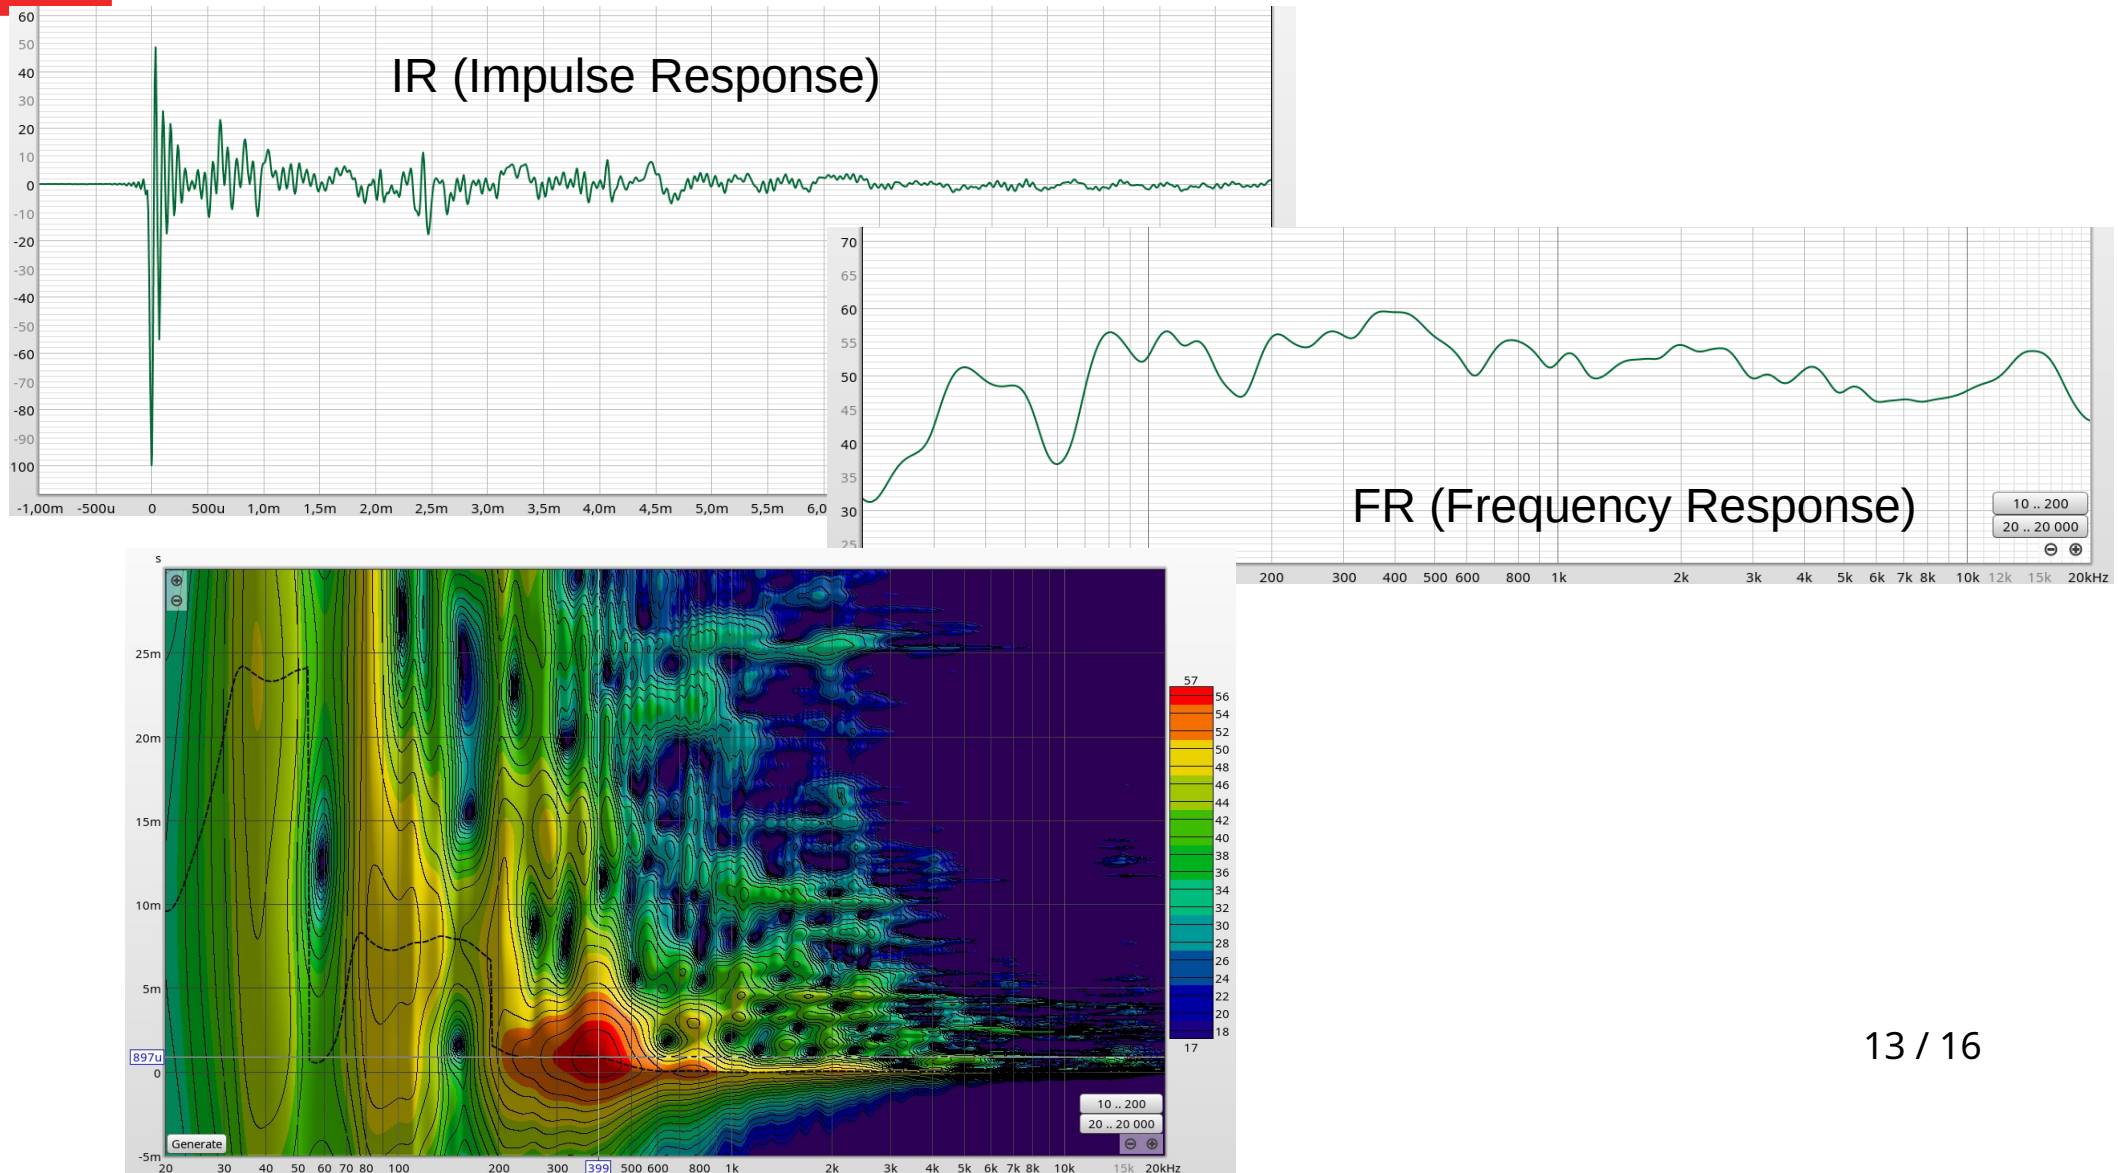 IR (Impulse Response)
60
50
40
30
20
10
0
-10
-20
-30
-40
-50
-60
-70
-80
-90
100
-1,00m -500u 0 500u 1,0m 1,5m 2,0m 2,5m 3,0m 3,5m 4,0m 4,5m 5,0m 5,5m 6,0
70
65
60
55
50
45
40
35
30
25
FR (Frequency Response)
10 .. 200
20 .. 20 000
200 300 400 500 600 800 1k 2k 3k 4k 5k 6k 7k 8k 10k 12k 15k 20kHz
s
25m
20m
15m
10m
5m
897u
0
-5m
Generate
10 .. 200
20 .. 20 000
20 30 40 50 60 70 80 100 200 300 399 500 600 800 1k 2k 3k 4k 5k 6k 7k 8k 10k 15k 20kHz
57
56
54
52
50
48
46
44
42
40
38
36
34
32
30
28
26
24
22
20
18
17
13 / 16